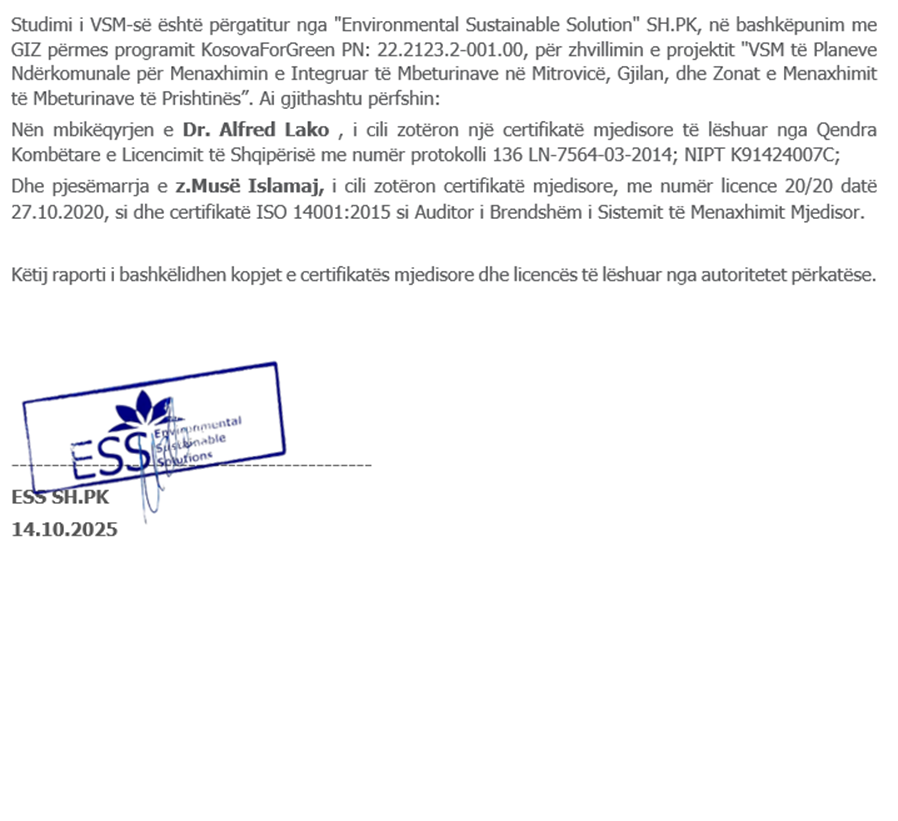 Studimi i VSM-së është përgatitur nga "Environmental Sustainable Solution" SH.PK, në bashkëpunim me
GIZ përmes programit KosovaForGreen PN: 22.2123.2-001.00, për zhvillimin e projektit "VSM të Planeve
Ndërkomunale për Menaxhimin e Integruar të Mbeturinave në Mitrovicë, Gjilan, dhe Zonat e Menaxhimit
të Mbeturinave të Prishtinës”. Ai gjithashtu përfshin:
Nën mbikëqyrjen e Dr. Alfred Lako , i cili zotëron një certifikatë mjedisore të lëshuar nga Qendra
Kombëtare e Licencimit të Shqipërisë me numër protokolli 136 LN-7564-03-2014; NIPT K91424007C;
Dhe pjesëmarrja e z.Musë Islamaj, i cili zotëron certifikatë mjedisore, me numër licence 20/20 datë
27.10.2020, si dhe certifikatë ISO 14001:2015 si Auditor i Brendshëm i Sistemit të Menaxhimit Mjedisor.
Këtij raporti i bashkëlidhen kopjet e certifikatës mjedisore dhe licencës të lëshuar nga autoritetet përkatëse.
ESS Environmental
Sustainable
Solutions
ESS SH.PK
14.10.2025